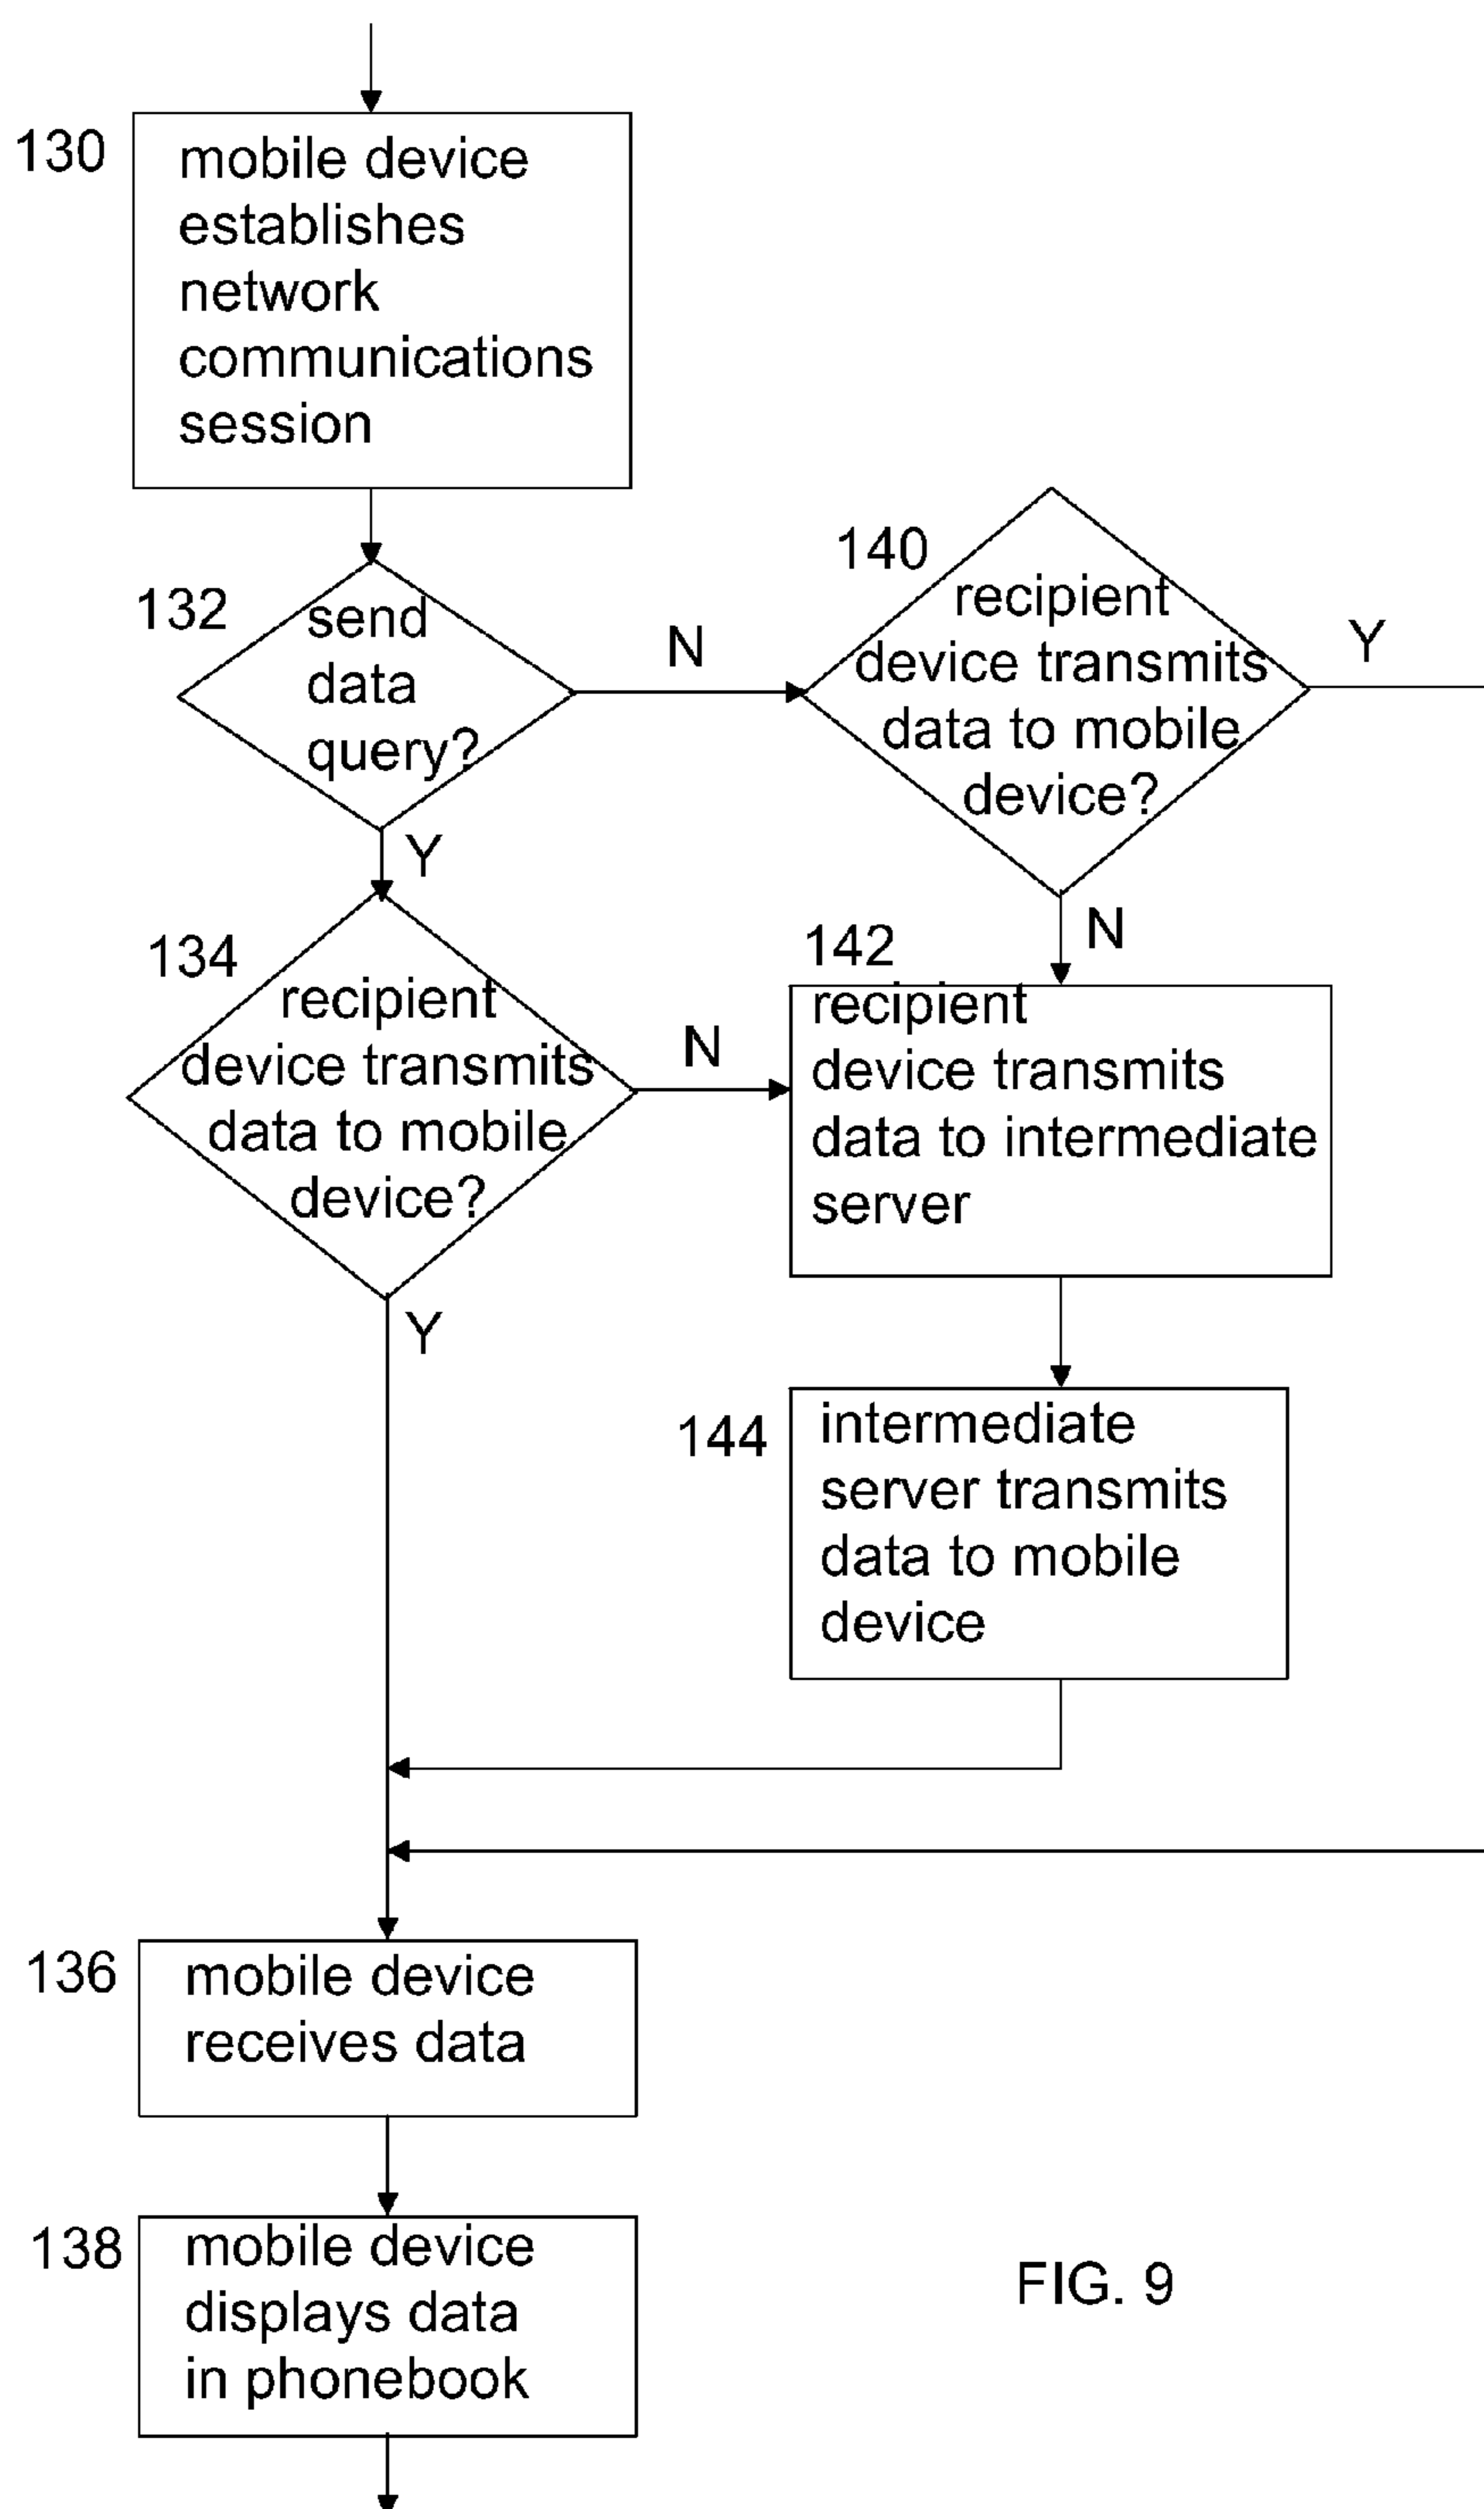 130
mobile device
establishes
network
communications
session
132
send
data
query?
N
Y
140
recipient
device transmits
data to mobile
device?
Y
N
134
recipient
device transmits
data to mobile
device?
N
Y
142
recipient
device transmits
data to intermediate
server
144
intermediate
server transmits
data to mobile
device
136
mobile device
receives data
138
mobile device
displays data
in phonebook
FIG. 9